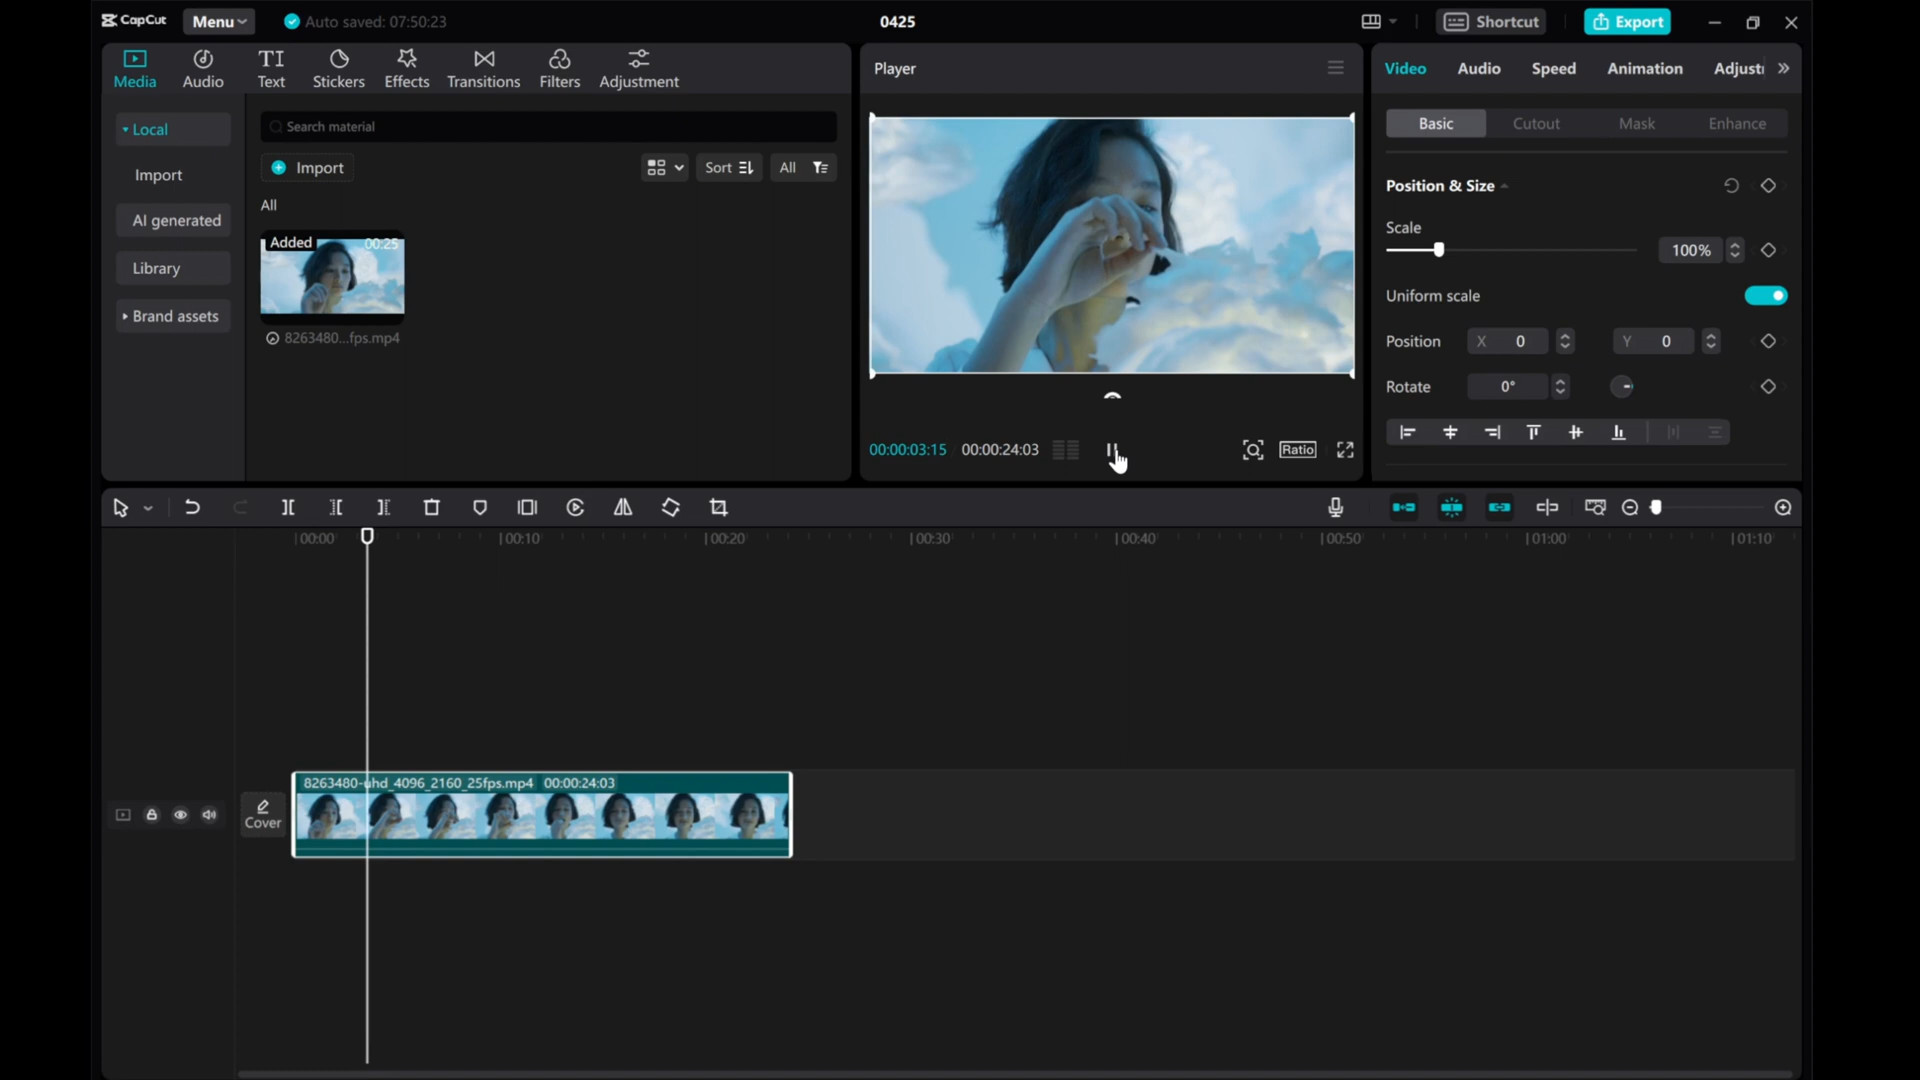 CapCut Menu Auto saved: 07:50:23 0425 Shortcut Export
Media Audio Text Stickers Effects Transitions Filters Adjustment
Local
Import
AI generated
Library
Brand assets
Search material
Import Sort All
All
Added 00:25
8263480...fps.mp4
Player
00:00:03:15 00:00:24:03 Ratio
Video Audio Speed Animation
Basic Cutout Mask Enhance
Position & Size
Scale
100%
Uniform scale
Position X 0 Y 0
Rotate 0°
00:00 00:10 00:20 00:30 00:40 00:50 01:00 01:10
8263480-uhd_4096_2160_25fps.mp4 00:00:24:03
Cover